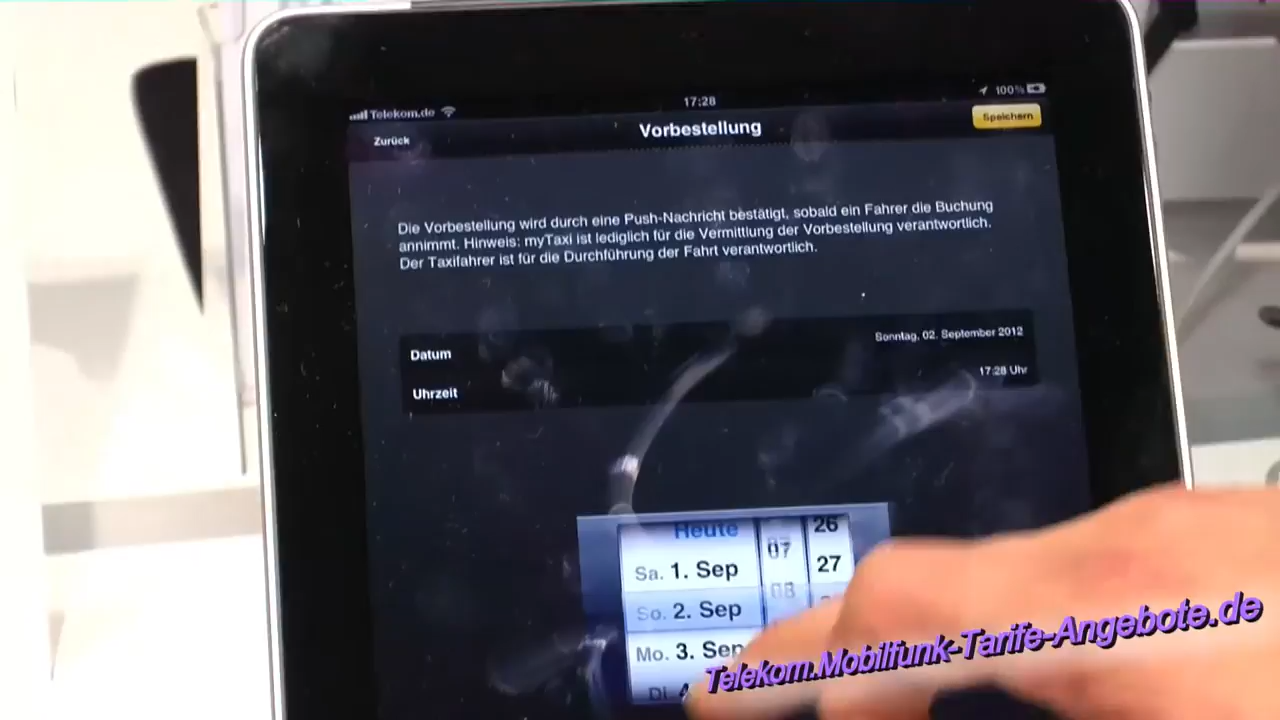 Telekom.de
17:28
100%
Zurück
Vorbestellung
Speichern
Die Vorbestellung wird durch eine Push-Nachricht bestätigt, sobald ein Fahrer die Buchung
annimmt. Hinweis: myTaxi ist lediglich für die Vermittlung der Vorbestellung verantwortlich.
Der Taxifahrer ist für die Durchführung der Fahrt verantwortlich.
Datum
Sonntag, 02. September 2012
Uhrzeit
17:28 Uhr
Heute
26
Sa. 1. Sep
07
27
So. 2. Sep
08
Mo. 3. Sep
Di
Telekom.Mobilfunk-Tarife-Angebote.de